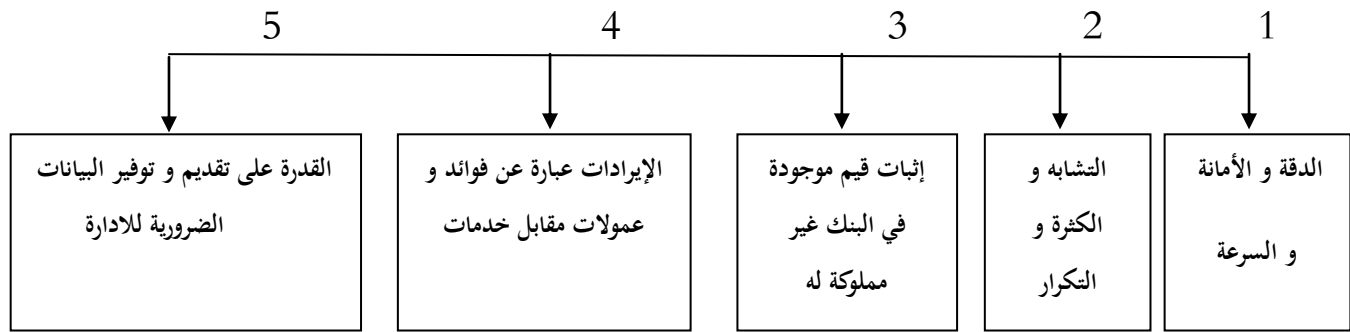 1 2 3 4 5
الدقة و الأمانة
و السرعة
التشابه و
الكثرة و
التكرار
إثبات قيم موجودة
في البنك غير
مملوكة له
الإيرادات عبارة عن فوائد و
عمولات مقابل خدمات
القدرة على تقديم و توفير البيانات
الضرورية للادارة